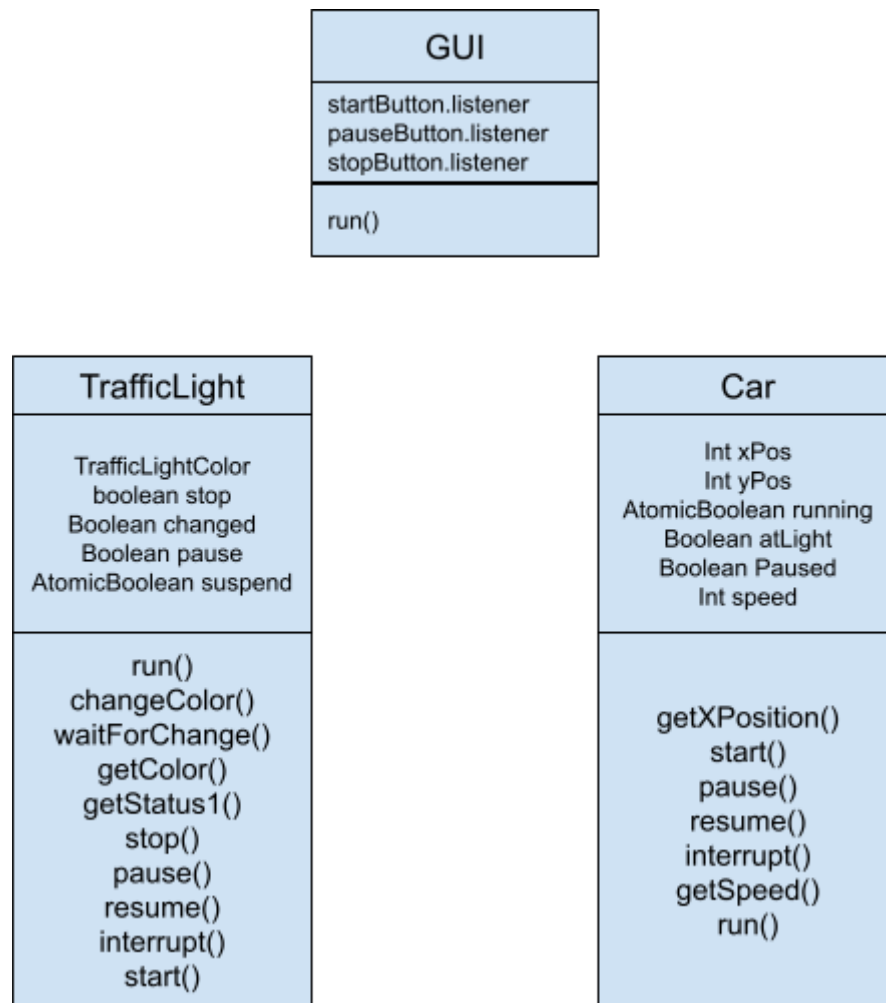 GUI
startButton.listener
pauseButton.listener
stopButton.listener
run()
TrafficLight
TrafficLightColor
boolean stop
Boolean changed
Boolean pause
AtomicBoolean suspend
run()
changeColor()
waitForChange()
getColor()
getStatus1()
stop()
pause()
resume()
interrupt()
start()
Car
Int xPos
Int yPos
AtomicBoolean running
Boolean atLight
Boolean Paused
Int speed
getXPosition()
start()
pause()
resume()
interrupt()
getSpeed()
run()